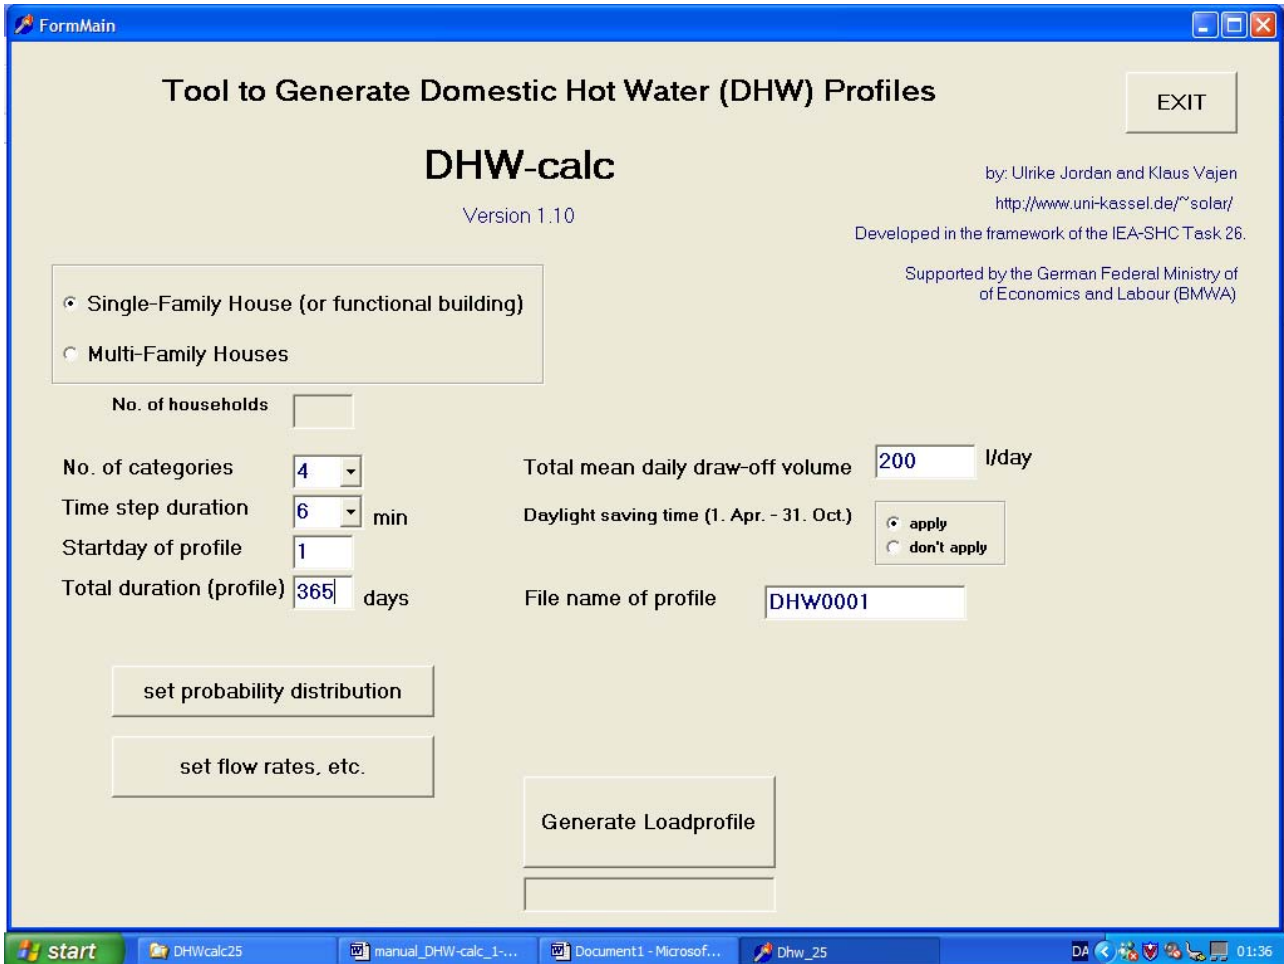 FormMain
Tool to Generate Domestic Hot Water (DHW) Profiles
EXIT
DHW-calc
Version 1.10
by: Ulrike Jordan and Klaus Vajen
http://www.uni-kassel.de/~solar/
Developed in the framework of the IEA-SHC Task 26.
Supported by the German Federal Ministry of
of Economics and Labour (BMWA)
Single-Family House (or functional building)
Multi-Family Houses
No. of households
No. of categories 4
Time step duration 6 min
Startday of profile 1
Total duration (profile) 365 days
Total mean daily draw-off volume 200 l/day
Daylight saving time (1. Apr. - 31. Oct.)
apply
don't apply
File name of profile DHW0001
set probability distribution
set flow rates, etc.
Generate Loadprofile
start DHWcalc25 manual_DHW-calc_1-... Document1 - Microsof... Dhw_25 DA 01:36